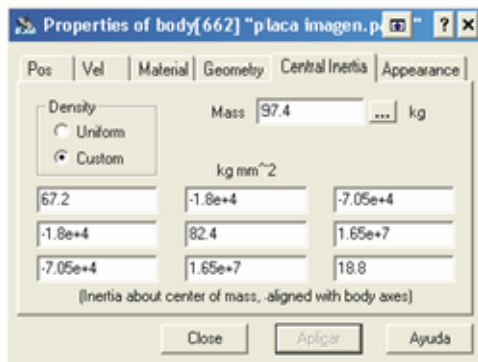 Properties of body[662] "placa imagen.pa "
Pos Vel Material Geometry Central Inertia Appearance
Density
Mass 97.4 ... kg
Uniform
Custom
kg mm^2
67.2 -1.8e+4 -7.05e+4
-1.8e+4 82.4 1.65e+7
-7.05e+4 1.65e+7 18.8
(Inertia about center of mass, aligned with body axes)
Close Aplicar Ayuda